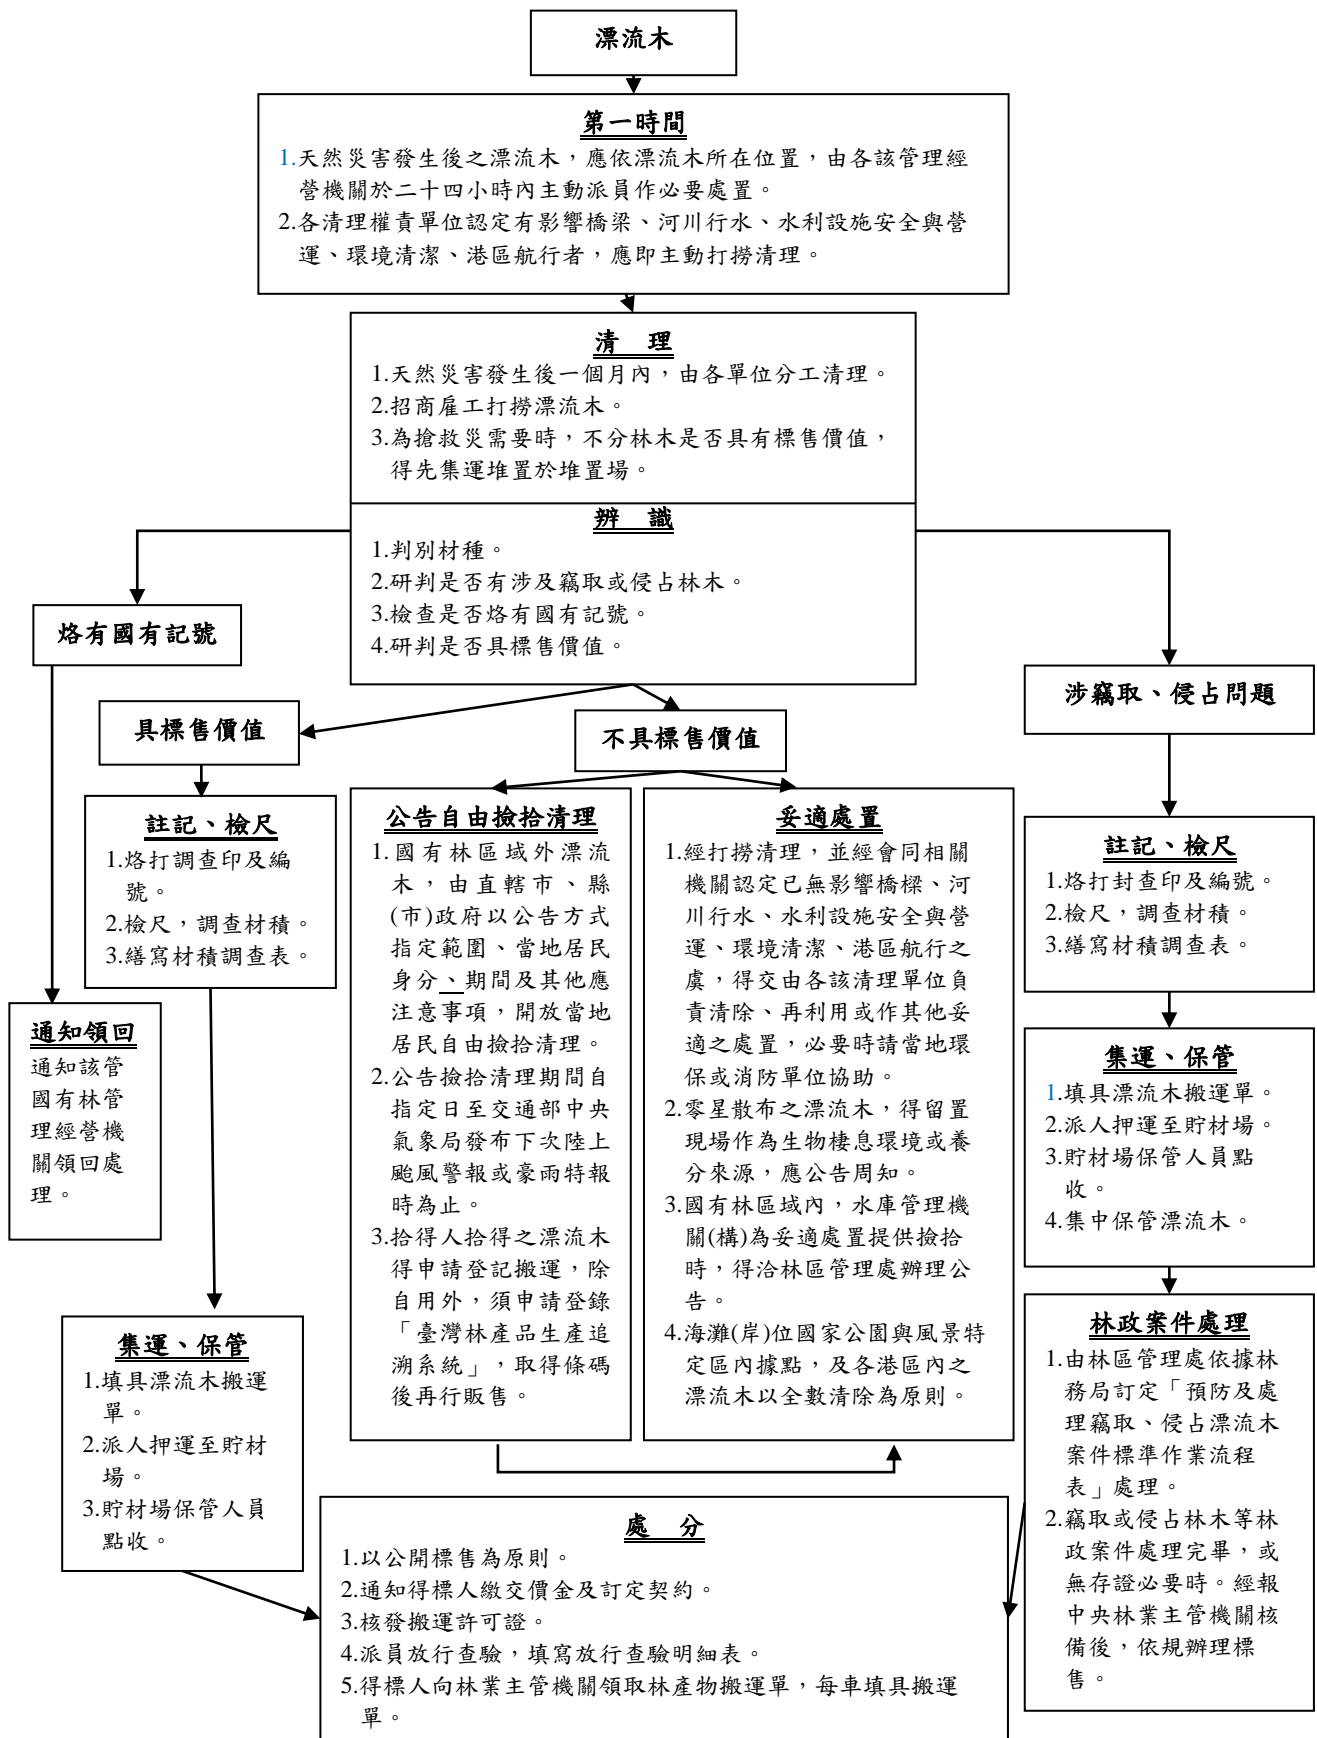 漂流木
第一時間
1.天然災害發生後之漂流木，應依漂流木所在位置，由各該管理經
營機關於二十四小時內主動派員作必要處置。
2.各清理權責單位認定有影響橋梁、河川行水、水利設施安全與營
運、環境清潔、港區航行者，應即主動打撈清理。
清 理
1.天然災害發生後一個月內，由各單位分工清理。
2.招商雇工打撈漂流木。
3.為搶救災需要時，不分林木是否具有標售價值，
得先集運堆置於堆置場。
辨 識
1.判別材種。
2.研判是否有涉及竊取或侵占林木。
3.檢查是否烙有國有記號。
4.研判是否具標售價值。
烙有國有記號
通知領回
通知該管
國有林管
理經營機
關領回處
理。
具標售價值
註記、檢尺
1.烙打調查印及編
號。
2.檢尺，調查材積。
3.繕寫材積調查表。
集運、保管
1.填具漂流木搬運
單。
2.派人押運至貯材
場。
3.貯材場保管人員
點收。
不具標售價值
公告自由撿拾清理
1.國有林區域外漂流
木，由直轄市、縣
(市)政府以公告方式
指定範圍、當地居民
身分、期間及其他應
注意事項，開放當地
居民自由撿拾清理。
2.公告撿拾清理期間自
指定日至交通部中央
氣象局發布下次陸上
颱風警報或豪雨特報
時為止。
3.拾得人拾得之漂流木
得申請登記搬運，除
自用外，須申請登錄
「臺灣林產品生產追
溯系統」，取得條碼
後再行販售。
妥適處置
1.經打撈清理，並經會同相關
機關認定已無影響橋樑、河
川行水、水利設施安全與營
運、環境清潔、港區航行之
虞，得交由各該清理單位負
責清除、再利用或作其他妥
適之處置，必要時請當地環
保或消防單位協助。
2.零星散布之漂流木，得留置
現場作為生物棲息環境或養
分來源，應公告周知。
3.國有林區域內，水庫管理機
關(構)為妥適處置提供撿拾
時，得洽林區管理處辦理公
告。
4.海灘(岸)位國家公園與風景特
定區內據點，及各港區內之
漂流木以全數清除為原則。
涉竊取、侵占問題
註記、檢尺
1.烙打封查印及編號。
2.檢尺，調查材積。
3.繕寫材積調查表。
集運、保管
1.填具漂流木搬運單。
2.派人押運至貯材場。
3.貯材場保管人員點
收。
4.集中保管漂流木。
林政案件處理
1.由林區管理處依據林
務局訂定「預防及處
理竊取、侵占漂流木
案件標準作業流程
表」處理。
2.竊取或侵占林木等林
政案件處理完畢，或
無存證必要時。經報
中央林業主管機關核
備後，依規辦理標
售。
處 分
1.以公開標售為原則。
2.通知得標人繳交價金及訂定契約。
3.核發搬運許可證。
4.派員放行查驗，填寫放行查驗明細表。
5.得標人向林業主管機關領取林產物搬運單，每車填具搬運
單。